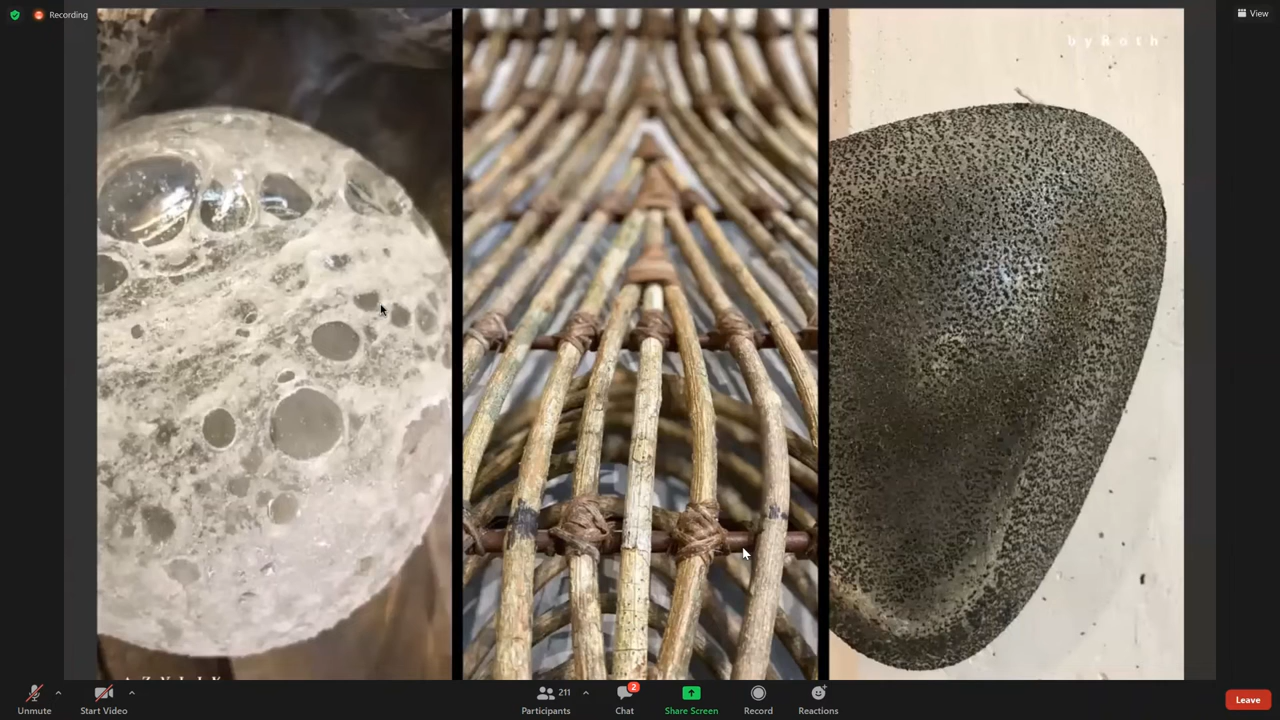 Recording
View
byRoth
Unmute
Start Video
211
Participants
2
Chat
Share Screen
Record
Reactions
Leave